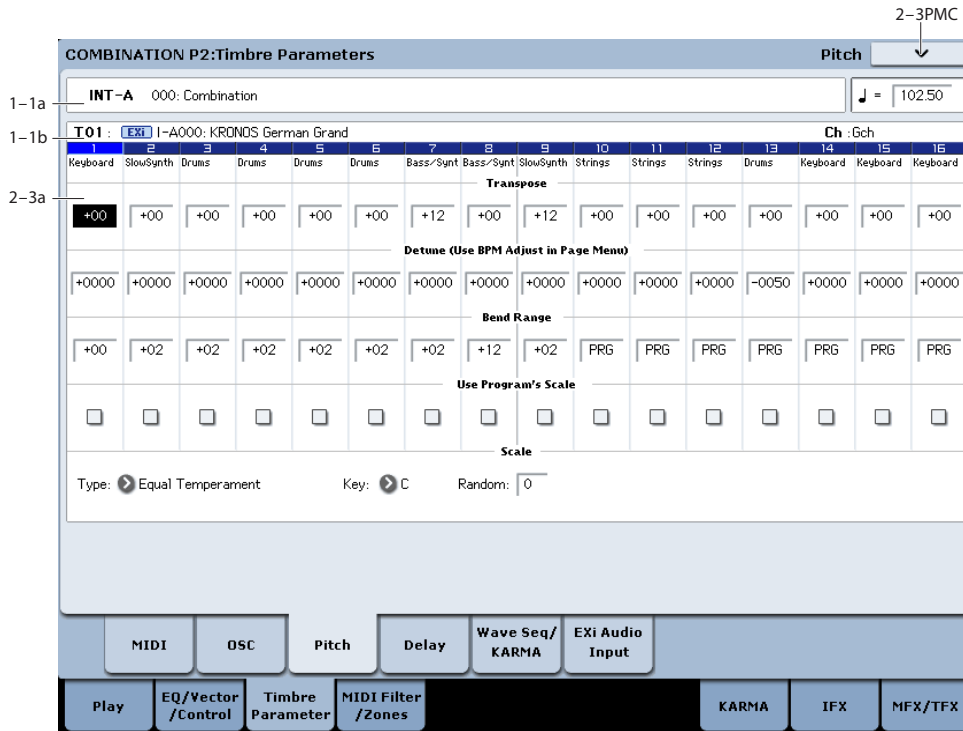 2–3PMC
COMBINATION P2:Timbre Parameters Pitch
1–1a
INT-A 000: Combination ♩ = 102.50
1–1b
T01 : EXi I-A000: KRONOS German Grand Ch :Gch
1 2 3 4 5 6 7 8 9 10 11 12 13 14 15 16
Keyboard SlowSynth Drums Drums Drums Drums Bass/Synt Bass/Synt SlowSynth Strings Strings Strings Drums Keyboard Keyboard Keyboard
Transpose
2–3a
+00 +00 +00 +00 +00 +00 +12 +00 +12 +00 +00 +00 +00 +00 +00 +00
Detune (Use BPM Adjust in Page Menu)
+0000 +0000 +0000 +0000 +0000 +0000 +0000 +0000 +0000 +0000 +0000 +0000 -0050 +0000 +0000 +0000
Bend Range
+00 +02 +02 +02 +02 +02 +02 +12 +02 PRG PRG PRG PRG PRG PRG PRG
Use Program's Scale
Scale
Type: Equal Temperament Key: C Random: 0
MIDI OSC Pitch Delay Wave Seq/ KARMA EXi Audio Input
Play EQ/Vector /Control Timbre Parameter MIDI Filter /Zones KARMA IFX MFX/TFX